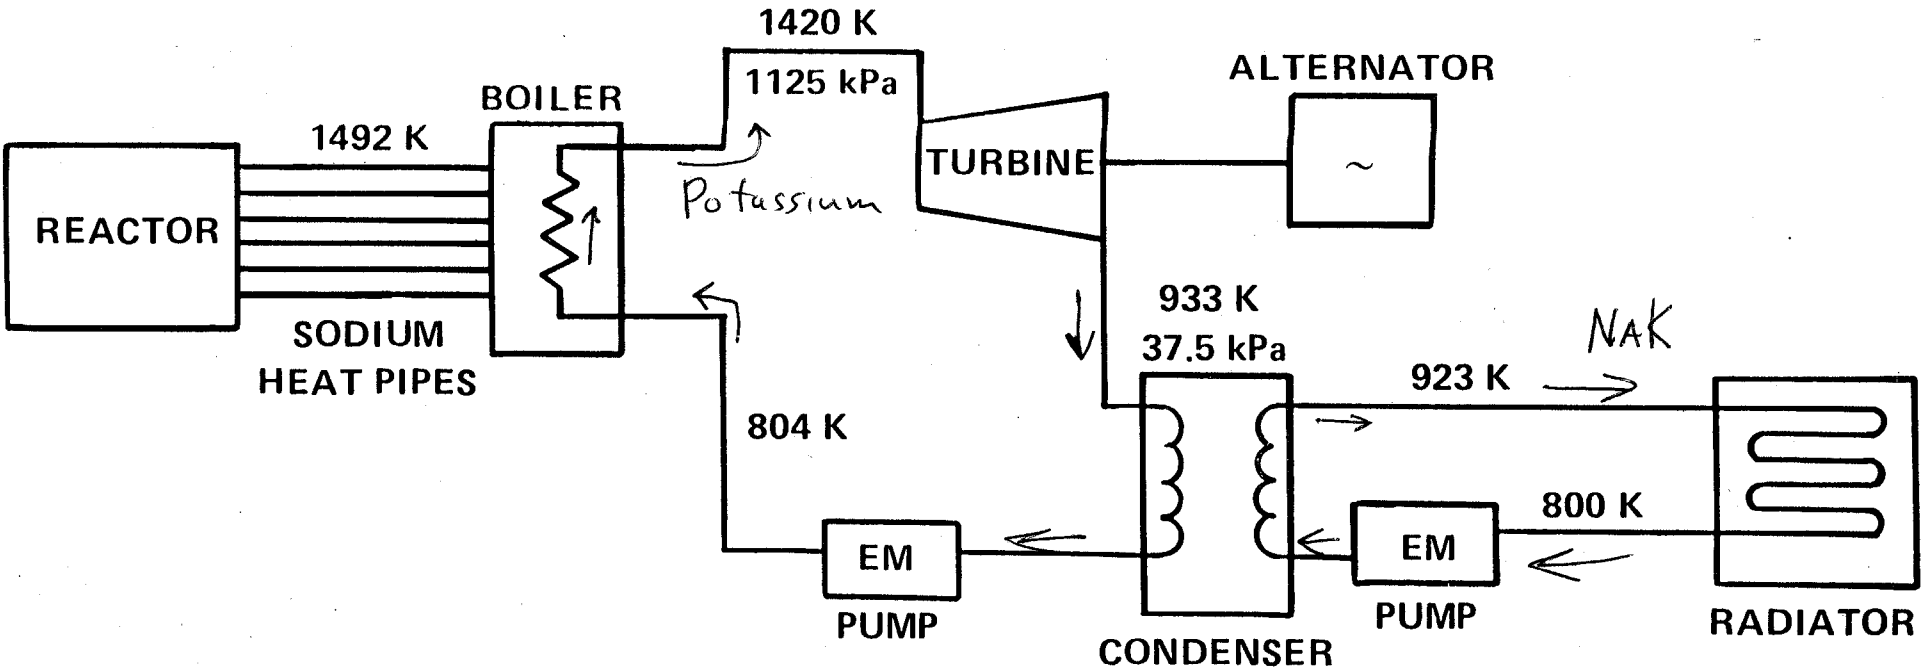 1420 K
1125 kPa
ALTERNATOR
BOILER
1492 K
~
TURBINE
Potassium
REACTOR
933 K
37.5 kPa
NaK
SODIUM
HEAT PIPES
923 K
804 K
800 K
EM
PUMP
EM
PUMP
CONDENSER
RADIATOR